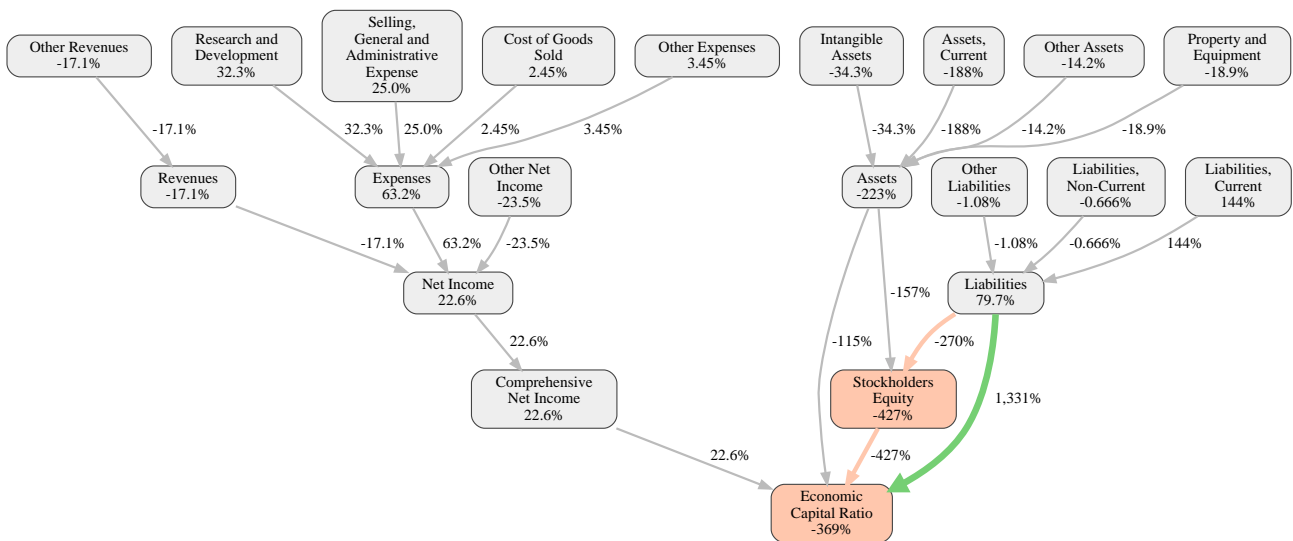 Other Revenues
-17.1%
Research and
Development
32.3%
Selling,
General and
Administrative
Expense
25.0%
Cost of Goods
Sold
2.45%
Other Expenses
3.45%
Intangible
Assets
-34.3%
Assets,
Current
-188%
Other Assets
-14.2%
Property and
Equipment
-18.9%
-17.1%
32.3%
25.0%
2.45%
3.45%
-34.3%
-188%
-14.2%
-18.9%
Revenues
-17.1%
Expenses
63.2%
Other Net
Income
-23.5%
Assets
-223%
Other
Liabilities
-1.08%
Liabilities,
Non-Current
-0.666%
Liabilities,
Current
144%
-17.1%
63.2%
-23.5%
-1.08%
-0.666%
144%
Net Income
22.6%
Liabilities
79.7%
-157%
22.6%
-115%
-270%
Comprehensive
Net Income
22.6%
Stockholders
Equity
-427%
1,331%
22.6%
-427%
Economic
Capital Ratio
-369%